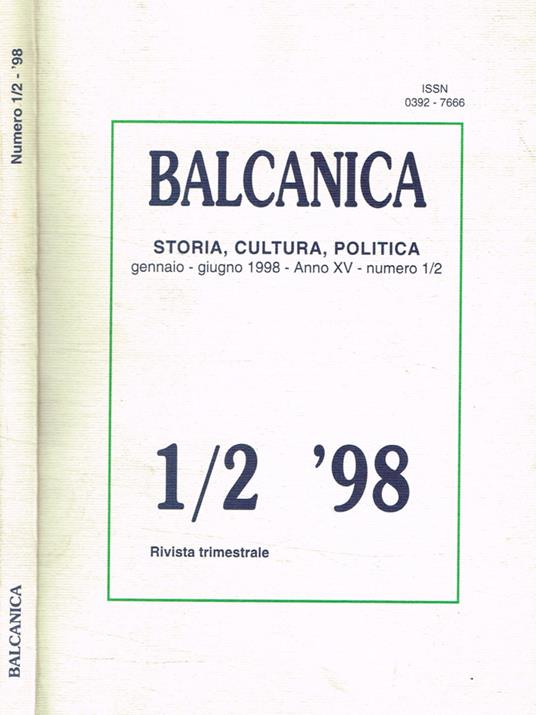 Numero 1/2 - '98
BALCANICA
ISSN
0392 - 7666
BALCANICA
STORIA, CULTURA, POLITICA
gennaio - giugno 1998 - Anno XV - numero 1/2
1/2 '98
Rivista trimestrale